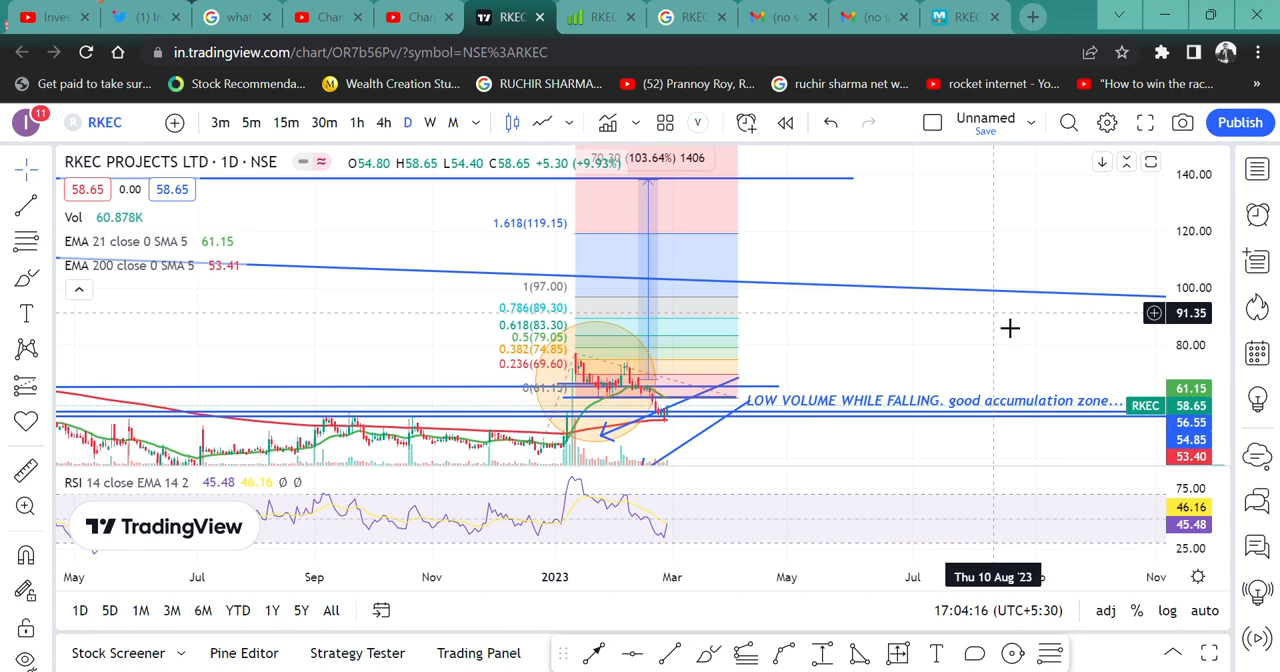 Inves
(1) In
what
Chan
Chan
RKEC
RKEC
RKEC
(no s
(no s
RKEC
in.tradingview.com/chart/OR7b56Pv/?symbol=NSE%3ARKEC
Get paid to take sur...
Stock Recommenda...
Wealth Creation Stu...
RUCHIR SHARMA...
(52) Prannoy Roy, R...
ruchir sharma net w...
rocket internet - Yo...
"How to win the rac...
»
I
11
R
RKEC
3m
5m
15m
30m
1h
4h
D
W
M
V
Unnamed
Save
Publish
RKEC PROJECTS LTD · 1D · NSE
O54.80 H58.65 L54.40 C58.65 +5.30 (+9.93%)
70.30 (103.64%) 1406
58.65
0.00
58.65
Vol 60.878K
EMA 21 close 0 SMA 5 61.15
EMA 200 close 0 SMA 5 53.41
1.618(119.15)
1(97.00)
0.786(89.30)
0.618(83.30)
0.5(79.05)
0.382(74.85)
0.236(69.60)
0(61.15)
LOW VOLUME WHILE FALLING. good accumulation zone...
140.00
120.00
100.00
91.35
80.00
61.15
RKEC 58.65
56.55
54.85
53.40
RSI 14 close EMA 14 2 45.48 46.16 Ø Ø
75.00
46.16
45.48
25.00
TradingView
May
Jul
Sep
Nov
2023
Mar
May
Jul
Thu 10 Aug '23
Nov
1D
5D
1M
3M
6M
YTD
1Y
5Y
All
17:04:16 (UTC+5:30)
adj
%
log
auto
Stock Screener
Pine Editor
Strategy Tester
Trading Panel